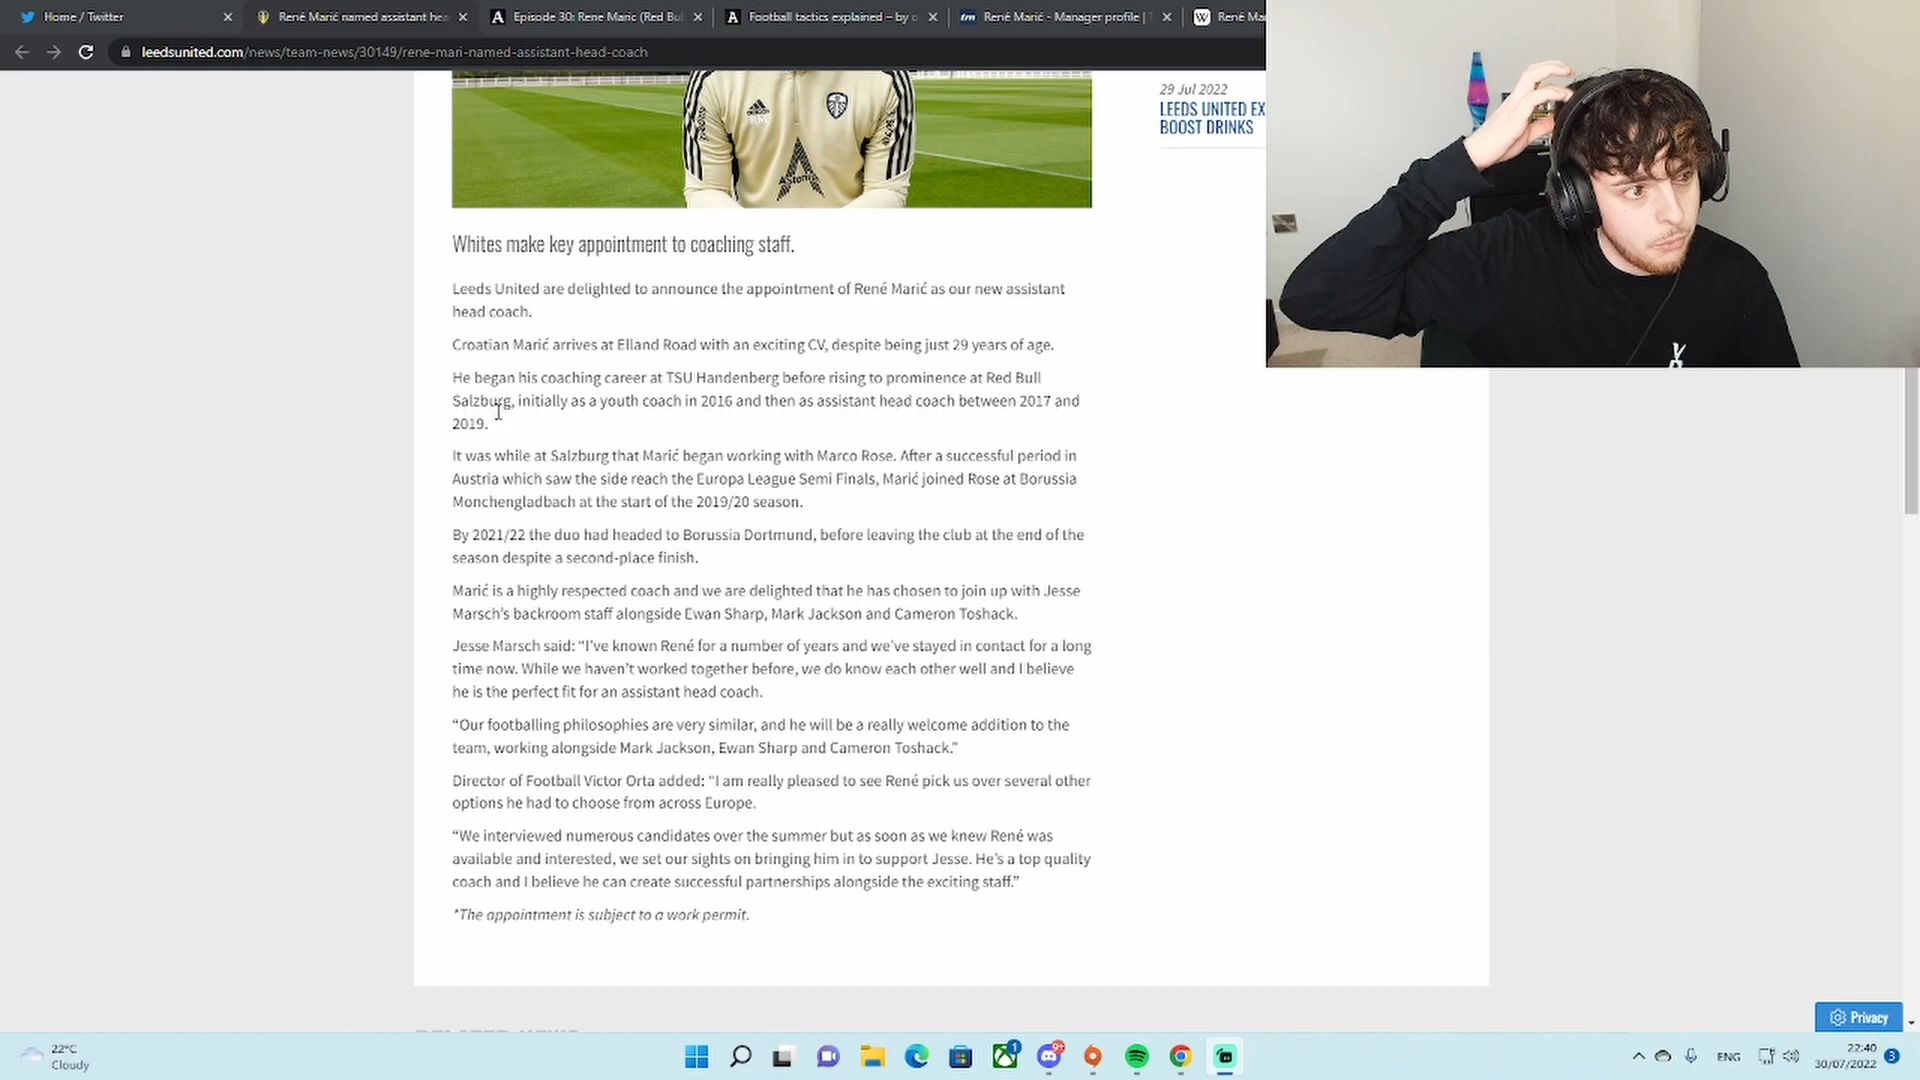 Home / Twitter
René Marić named assistant hea
Episode 30: Rene Maric (Red Bul
Football tactics explained – by o
tm René Marić - Manager profile | T
W René Ma
leedsunited.com/news/team-news/30149/rene-mari-named-assistant-head-coach
29 Jul 2022
LEEDS UNITED EX
BOOST DRINKS
Whites make key appointment to coaching staff.
Leeds United are delighted to announce the appointment of René Marić as our new assistant
head coach.
Croatian Marić arrives at Elland Road with an exciting CV, despite being just 29 years of age.
He began his coaching career at TSU Handenberg before rising to prominence at Red Bull
Salzburg, initially as a youth coach in 2016 and then as assistant head coach between 2017 and
2019.
It was while at Salzburg that Marić began working with Marco Rose. After a successful period in
Austria which saw the side reach the Europa League Semi Finals, Marić joined Rose at Borussia
Monchengladbach at the start of the 2019/20 season.
By 2021/22 the duo had headed to Borussia Dortmund, before leaving the club at the end of the
season despite a second-place finish.
Marić is a highly respected coach and we are delighted that he has chosen to join up with Jesse
Marsch's backroom staff alongside Ewan Sharp, Mark Jackson and Cameron Toshack.
Jesse Marsch said: “I've known René for a number of years and we've stayed in contact for a long
time now. While we haven't worked together before, we do know each other well and I believe
he is the perfect fit for an assistant head coach.
“Our footballing philosophies are very similar, and he will be a really welcome addition to the
team, working alongside Mark Jackson, Ewan Sharp and Cameron Toshack.”
Director of Football Victor Orta added: “I am really pleased to see René pick us over several other
options he had to choose from across Europe.
“We interviewed numerous candidates over the summer but as soon as we knew René was
available and interested, we set our sights on bringing him in to support Jesse. He's a top quality
coach and I believe he can create successful partnerships alongside the exciting staff.”
*The appointment is subject to a work permit.
Privacy
22°C
Cloudy
1
9+
ENG
22:40
30/07/2022
3